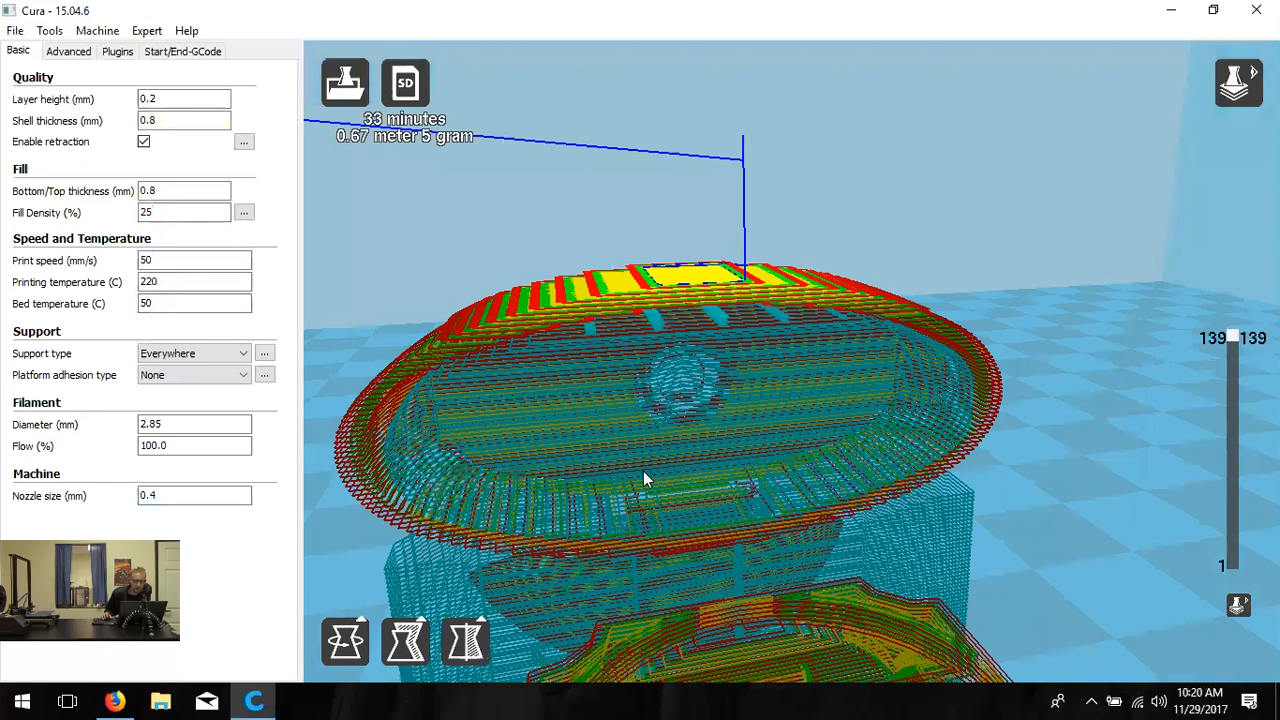 Cura - 15.04.6
File Tools Machine Expert Help
Basic Advanced Plugins Start/End-GCode
Quality
Layer height (mm) 0.2
Shell thickness (mm) 0.8
Enable retraction ...
Fill
Bottom/Top thickness (mm) 0.8
Fill Density (%) 25 ...
Speed and Temperature
Print speed (mm/s) 50
Printing temperature (C) 220
Bed temperature (C) 50
Support
Support type Everywhere ...
Platform adhesion type None ...
Filament
Diameter (mm) 2.85
Flow (%) 100.0
Machine
Nozzle size (mm) 0.4
SD
33 minutes
0.67 meter 5 gram
139 139
1
10:20 AM
11/29/2017